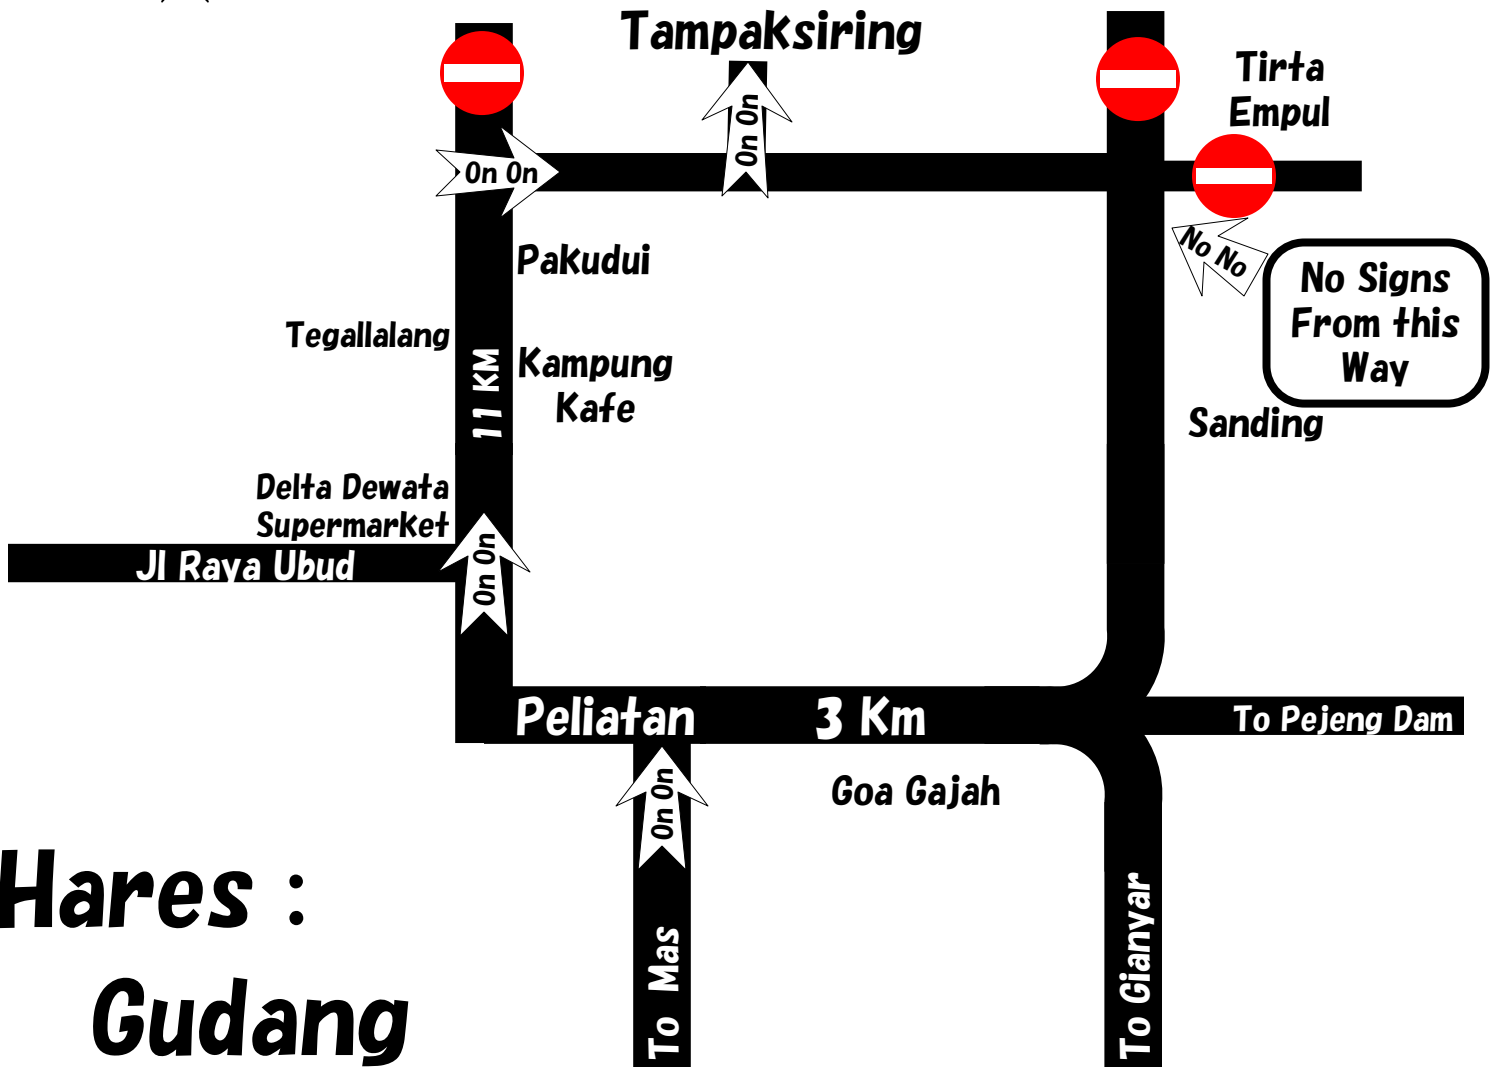 Tampaksiring
Tirta
Empul
On On
On On
No No
No Signs
From this
Way
Pakudui
Tegallalang
11 KM
Kampung
Kafe
Sanding
Delta Dewata
Supermarket
Jl Raya Ubud
On On
Peliatan
3 Km
To Pejeng Dam
On On
Goa Gajah
Hares :
Gudang
To Mas
To Gianyar